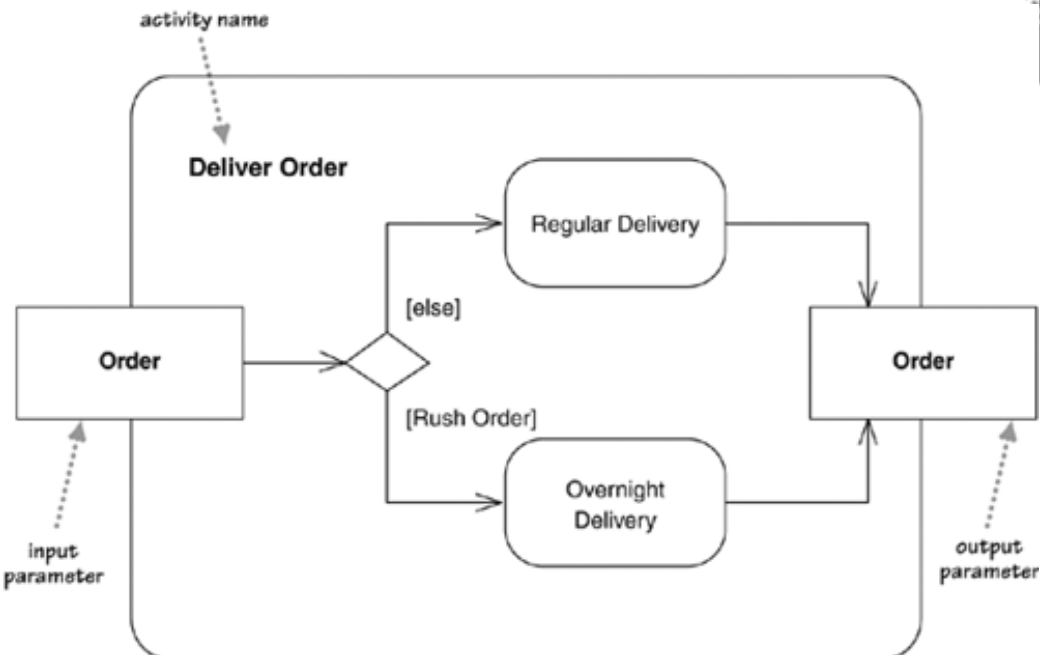 activity name
Deliver Order
Regular Delivery
[else]
Order
Order
[Rush Order]
Overnight
Delivery
input
parameter
output
parameter